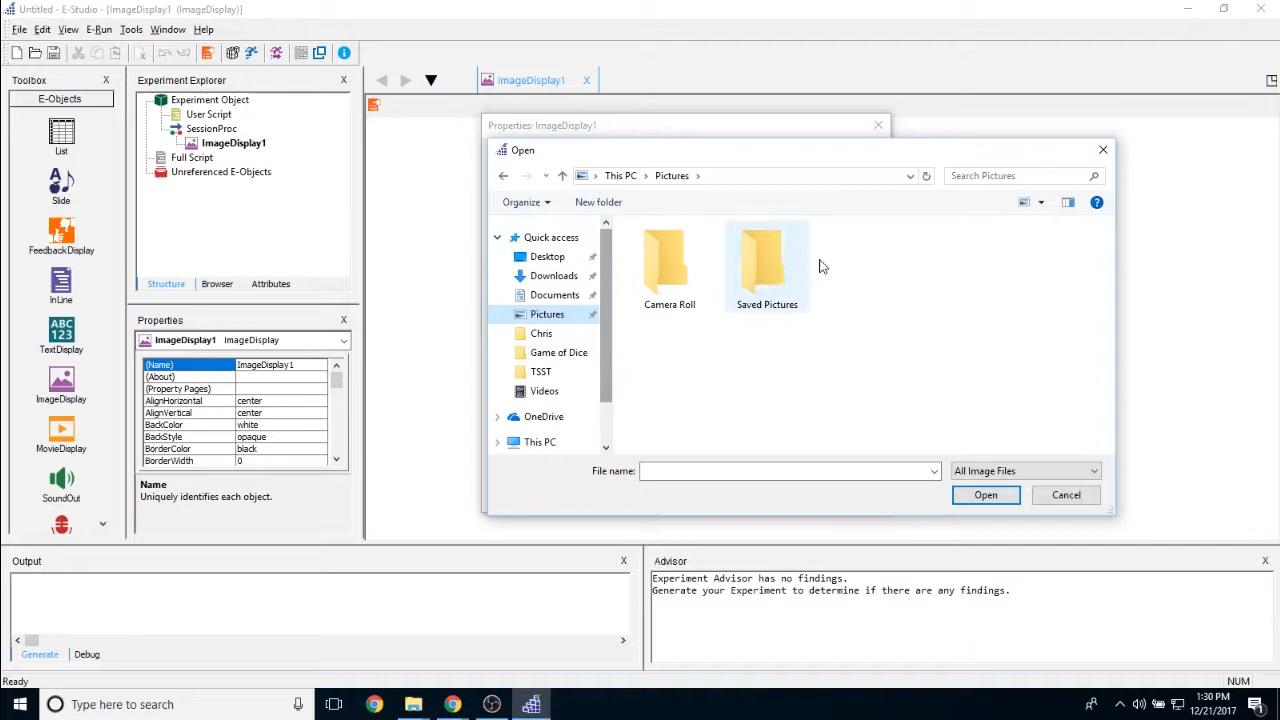 Untitled - E-Studio - [ImageDisplay1 (ImageDisplay)]
File Edit View E-Run Tools Window Help
Toolbox X
E-Objects
List
Slide
FeedbackDisplay
InLine
ABC
123
TextDisplay
ImageDisplay
MovieDisplay
SoundOut
Experiment Explorer X
Experiment Object
User Script
SessionProc
ImageDisplay1
Full Script
Unreferenced E-Objects
Structure Browser Attributes
Properties X
ImageDisplay1 ImageDisplay
(Name) ImageDisplay1
(About)
(Property Pages)
AlignHorizontal center
AlignVertical center
BackColor white
BackStyle opaque
BorderColor black
BorderWidth 0
Name
Uniquely identifies each object.
ImageDisplay1 X
Properties: ImageDisplay1
Open
This PC > Pictures >
Search Pictures
Organize New folder
Quick access
Desktop
Downloads
Documents
Pictures
Chris
Game of Dice
TSST
Videos
OneDrive
This PC
Camera Roll
Saved Pictures
File name:
All Image Files
Open Cancel
Output X
Generate Debug
Advisor X
Experiment Advisor has no findings.
Generate your Experiment to determine if there are any findings.
Ready
NUM
Type here to search
1:30 PM
12/21/2017